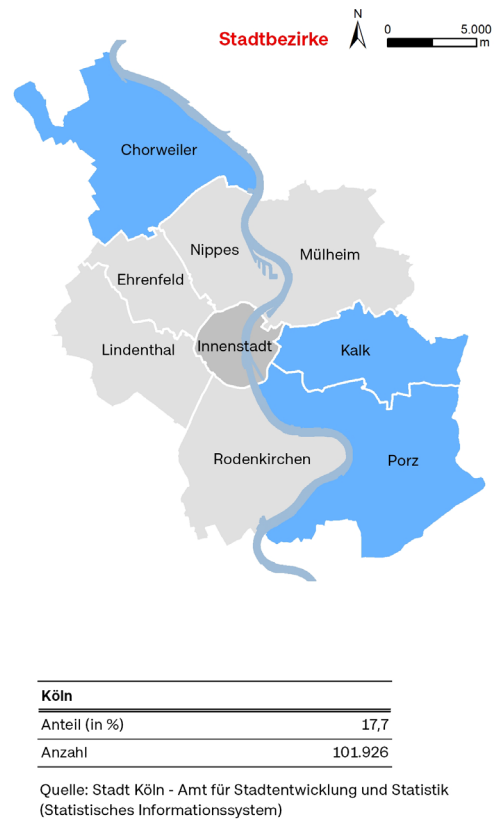 Stadtbezirke
N
0 5.000
m
Chorweiler
Nippes
Mülheim
Ehrenfeld
Innenstadt
Lindenthal
Kalk
Rodenkirchen
Porz
Köln
Anteil (in %) 17,7
Anzahl 101.926
Quelle: Stadt Köln - Amt für Stadtentwicklung und Statistik
(Statistisches Informationssystem)